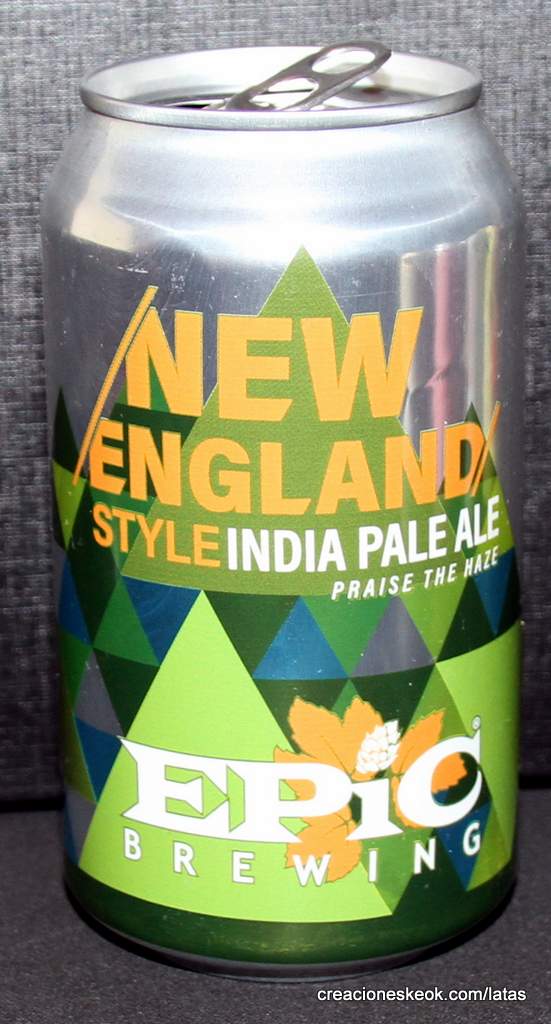 NEW
ENGLAND
STYLE INDIA PALE ALE
PRAISE THE HAZE
EPiC
BREWING
creacioneskeok.com/latas